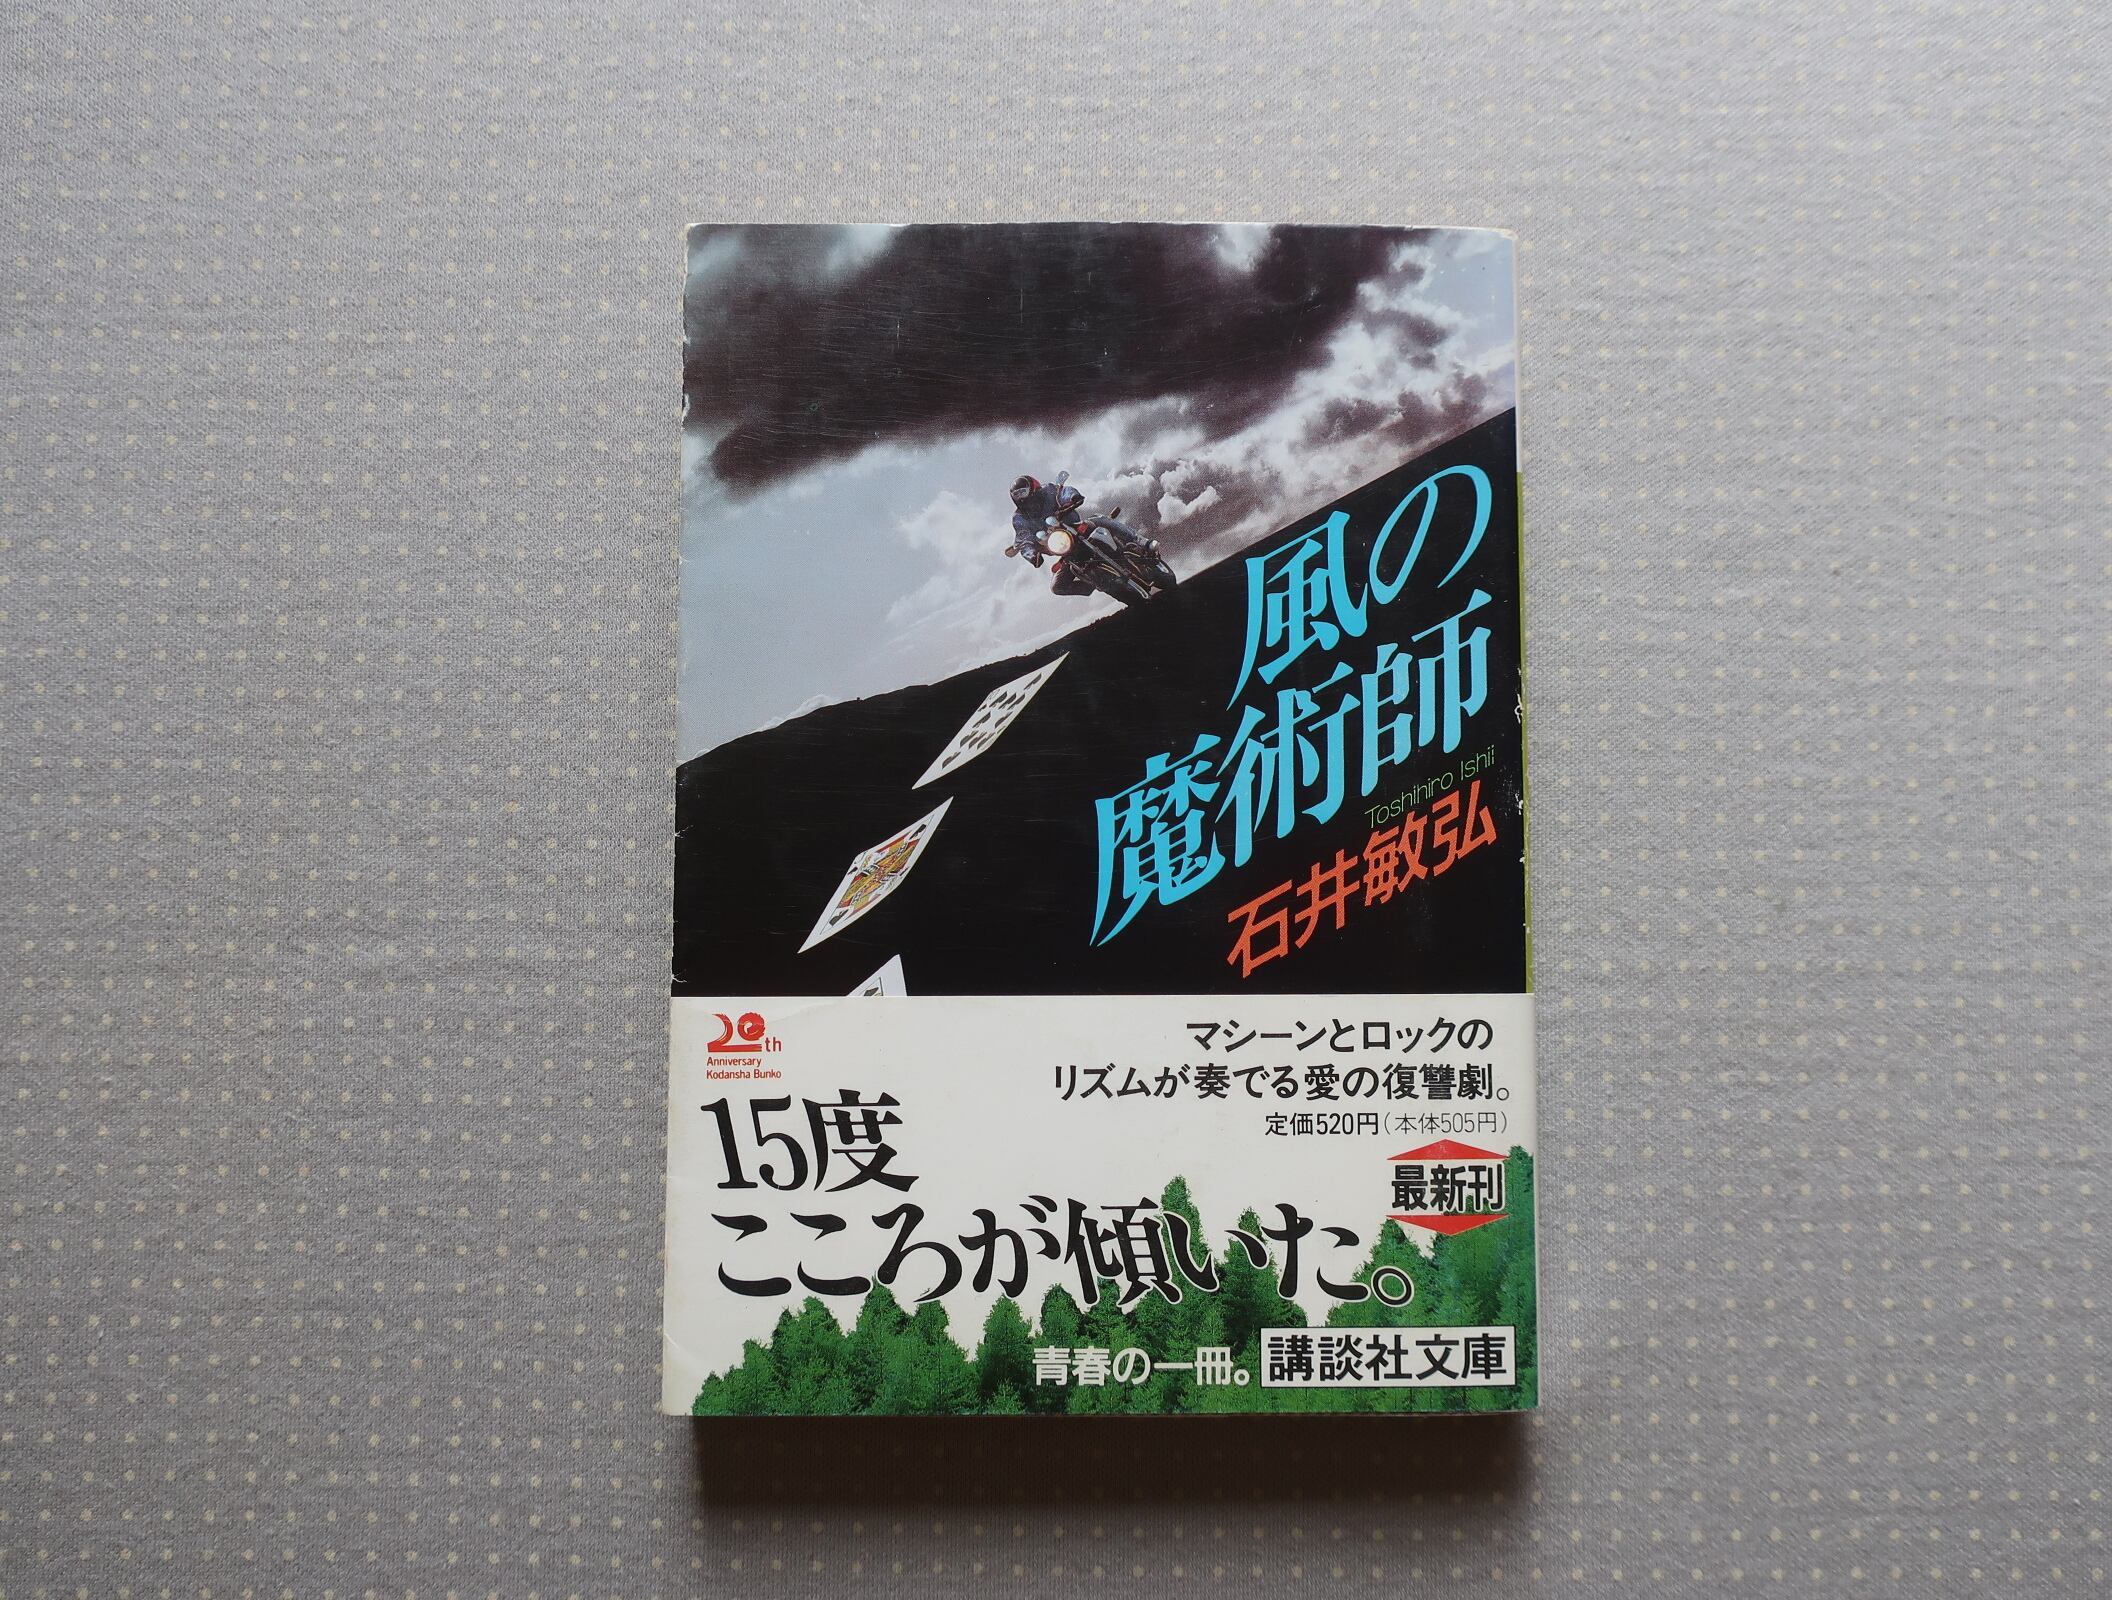 風の
魔術師
Toshihiro Ishii
石井敏弘
20th
Anniversary
Kodansha Bunko
マシーンとロックの
リズムが奏でる愛の復讐劇。
定価520円(本体505円)
15度
こころが傾いた。
最新刊
青春の一冊。講談社文庫